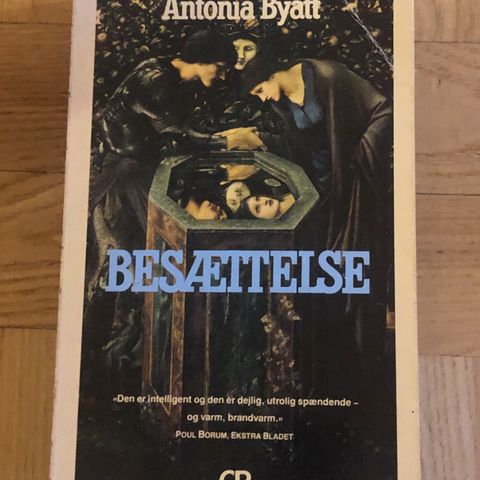 Antonia Byatt
BESÆTTELSE
»Den er intelligent og den er dejlig, utrolig spændende –
og varm, brandvarm.«
POUL BORUM, EKSTRA BLADET